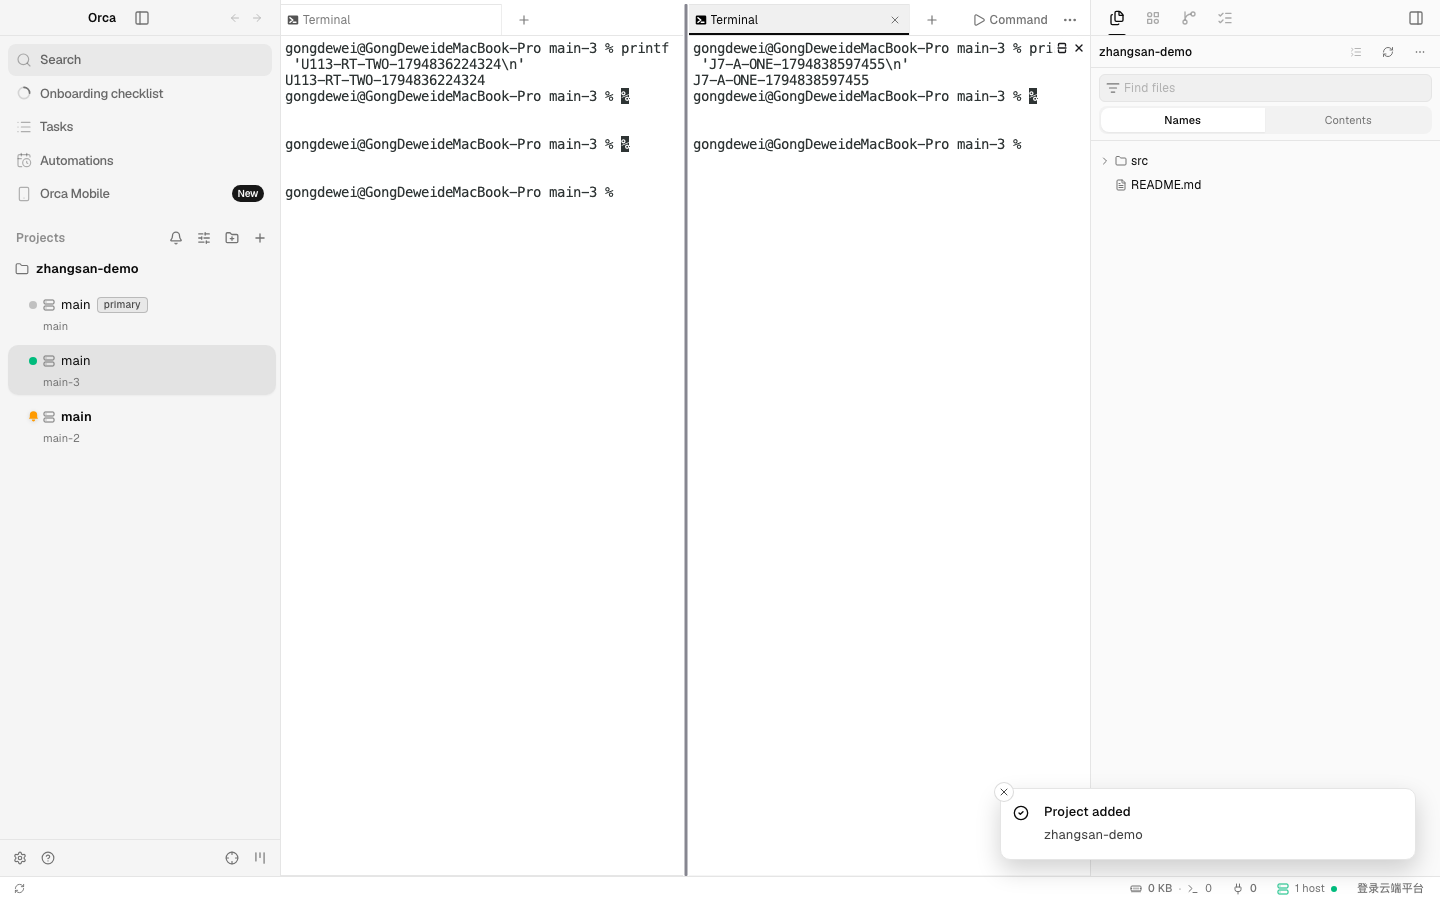 Orca
Search
Onboarding checklist
Tasks
Automations
Orca Mobile
New
Projects
zhangsan-demo
main primary
main
main
main-3
main
main-2
Terminal
gongdewei@GongDeweideMacBook-Pro main-3 % printf
'U113-RT-TWO-1794836224324\n'
U113-RT-TWO-1794836224324
gongdewei@GongDeweideMacBook-Pro main-3 % %
gongdewei@GongDeweideMacBook-Pro main-3 % %
gongdewei@GongDeweideMacBook-Pro main-3 %
Terminal
Command
gongdewei@GongDeweideMacBook-Pro main-3 % pri
'J7-A-ONE-1794838597455\n'
J7-A-ONE-1794838597455
gongdewei@GongDeweideMacBook-Pro main-3 % %
gongdewei@GongDeweideMacBook-Pro main-3 %
zhangsan-demo
Find files
Names
Contents
src
README.md
Project added
zhangsan-demo
0 KB · 0
0
1 host
登录云端平台